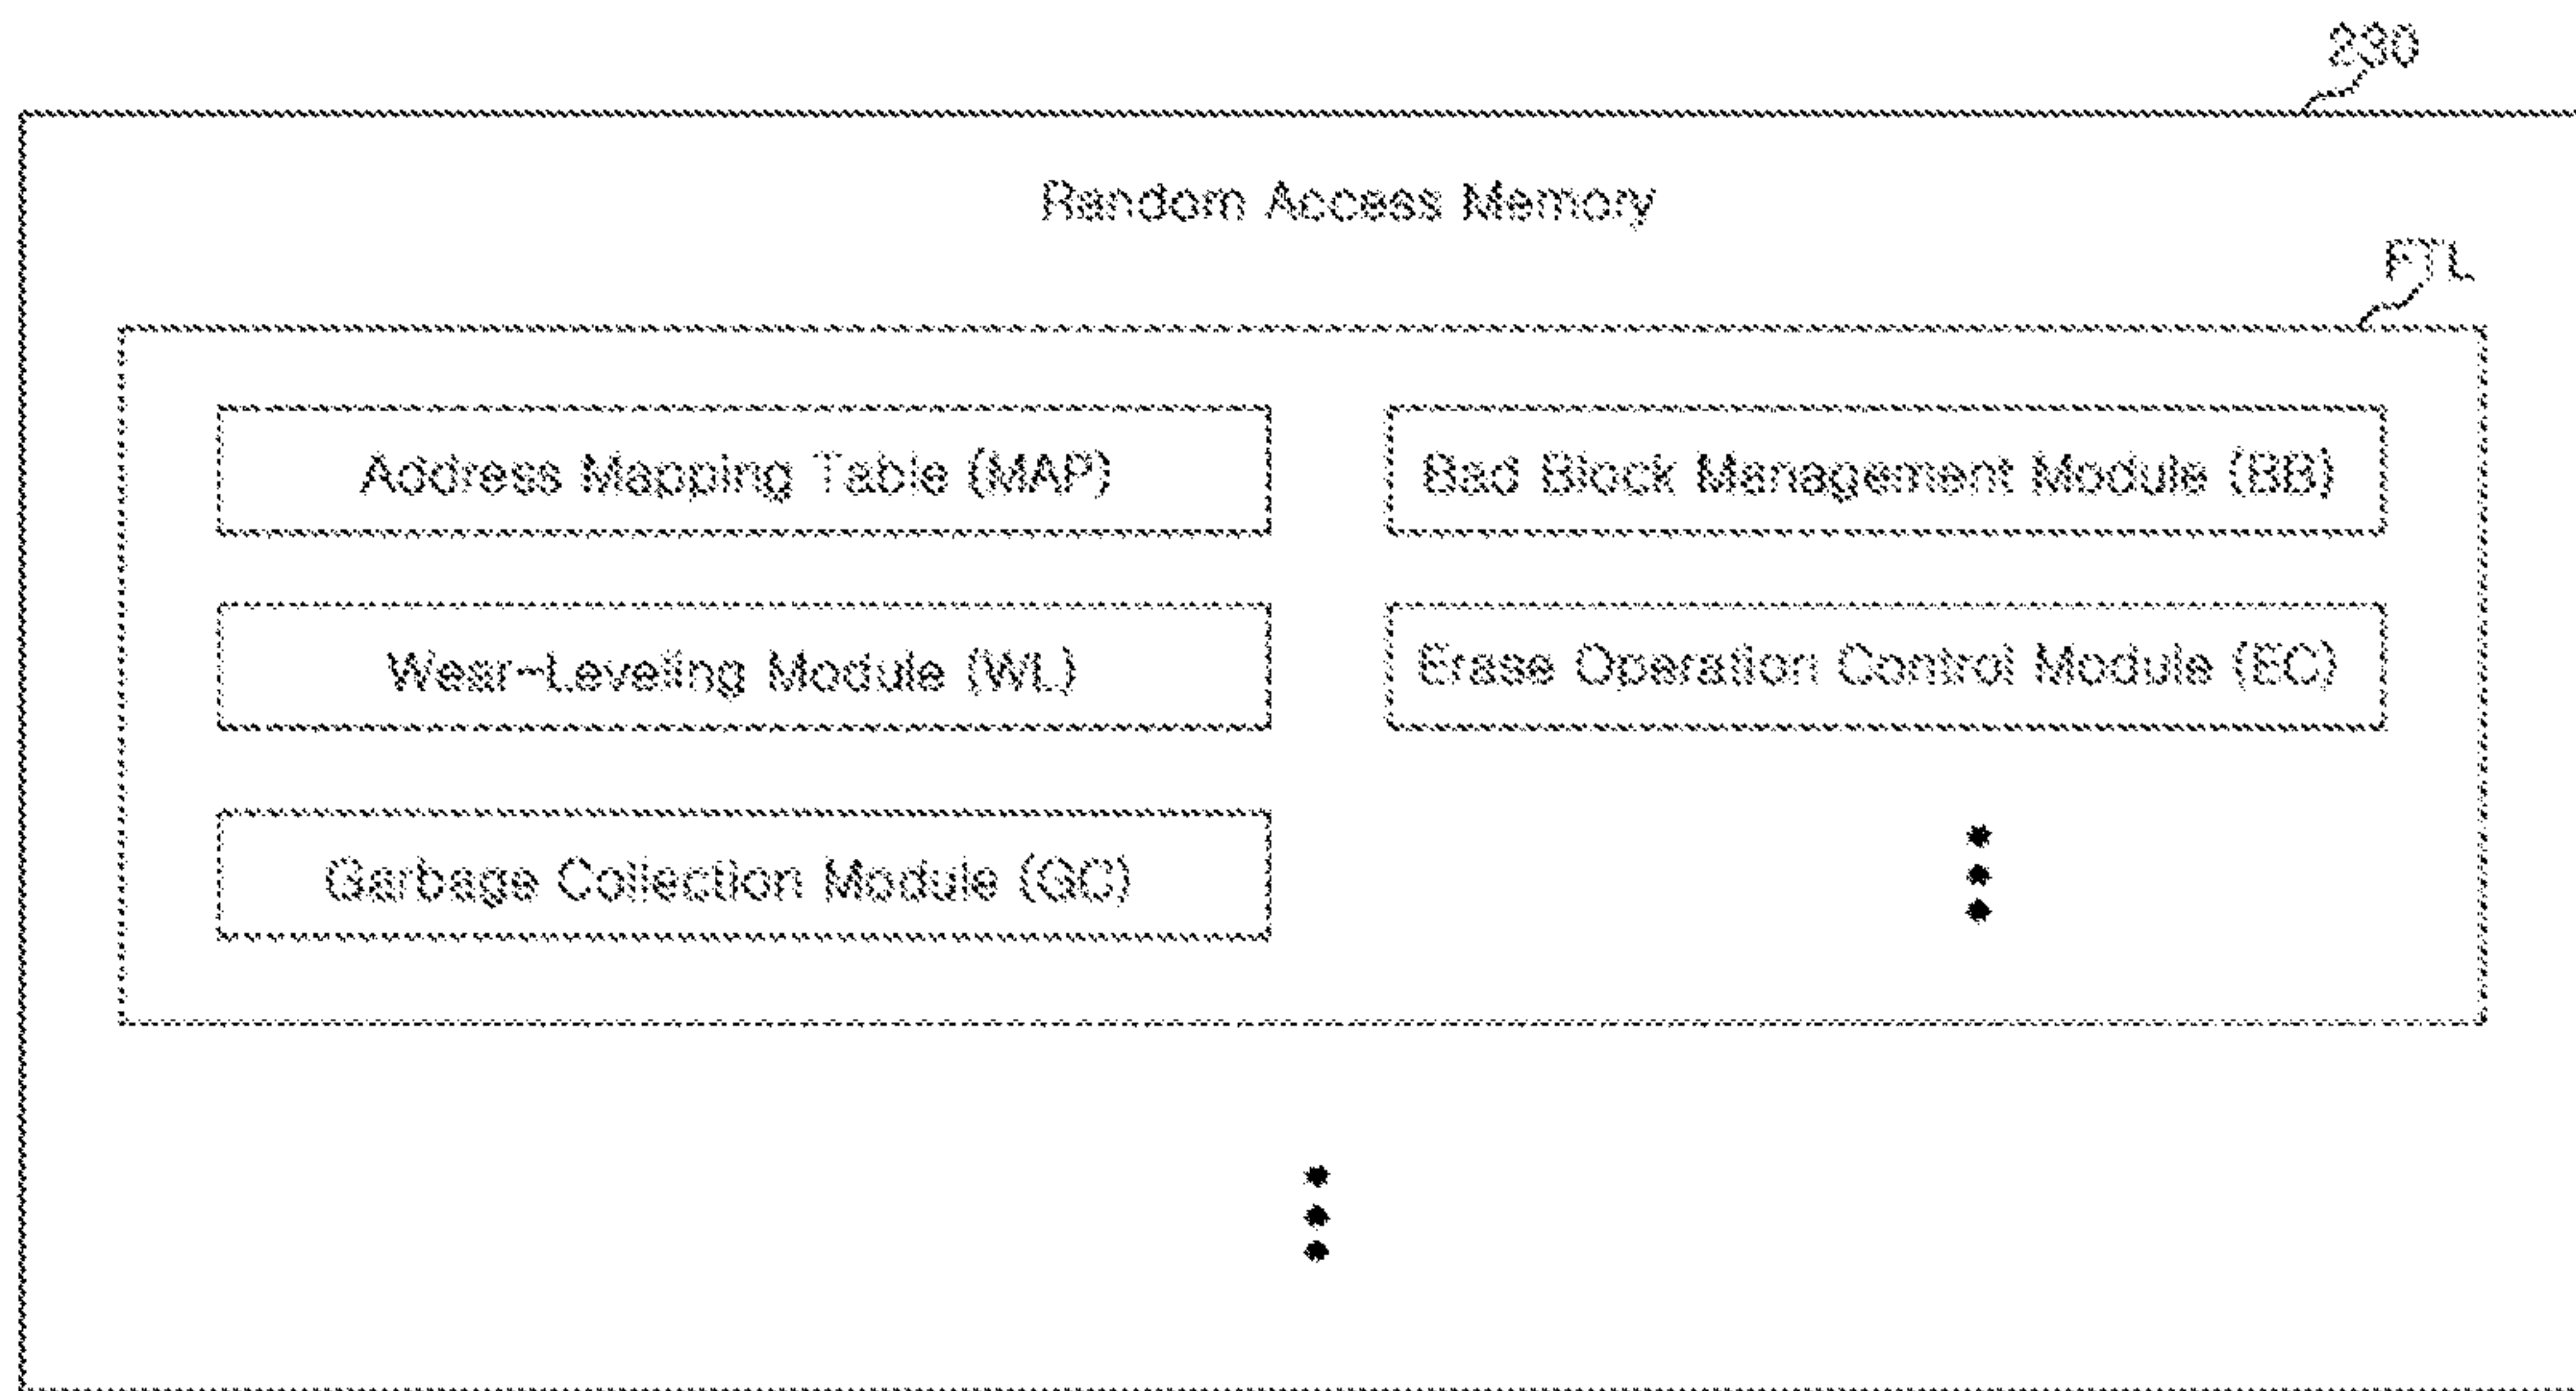 230
Random Access Memory
FTL
Address Mapping Table (MAP)
Bad Block Management Module (BB)
Wear-Leveling Module (WL)
Erase Operation Control Module (EC)
Garbage Collection Module (GC)